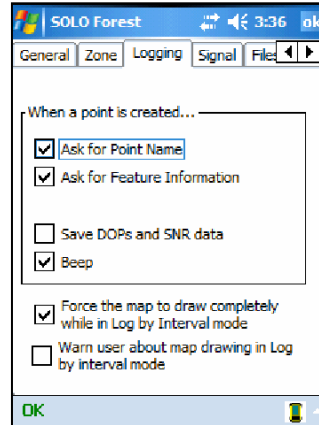 SOLO Forest 3:36 ok
General Zone Logging Signal Files
When a point is created...
Ask for Point Name
Ask for Feature Information
Save DOPs and SNR data
Beep
Force the map to draw completely
while in Log by Interval mode
Warn user about map drawing in Log
by interval mode
OK